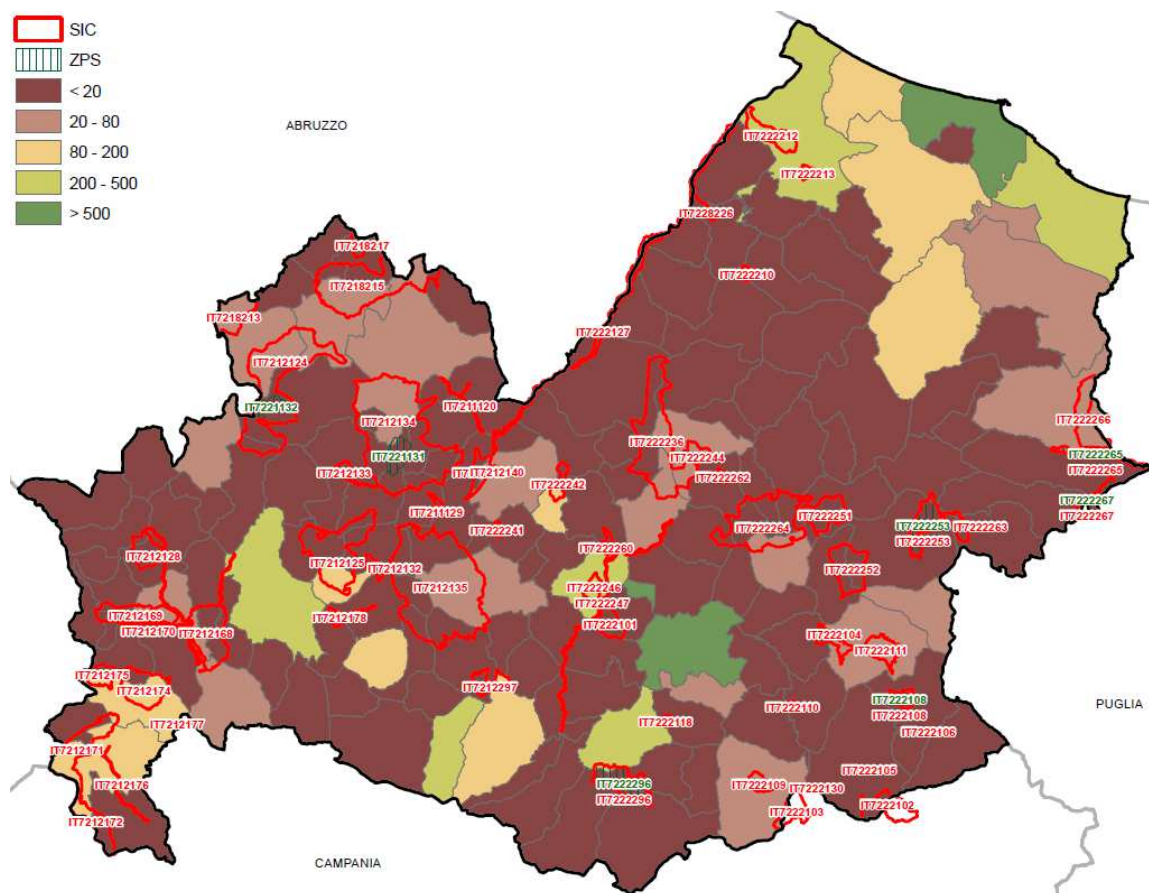 SIC
ZPS
< 20
20 - 80
80 - 200
200 - 500
> 500
ABRUZZO
IT7222212
IT7222213
IT7228226
IT7218217
IT7222210
IT7218215
IT7218213
IT7222127
IT7212124
IT7221132
IT7211120
IT7212134
IT7222266
IT7222236
IT7221131
IT7222244
IT7222265
IT7212133
IT7212140
IT7222262
IT7222265
IT7222242
IT7222267
IT7211129
IT7222251
IT7222267
IT7222241
IT7222264
IT7222253
IT7222263
IT7222253
IT7212128
IT7222260
IT7212125
IT7212132
IT7222252
IT7212135
IT7222246
IT7222247
IT7212169
IT7212178
IT7222101
IT7212170
IT7212168
IT7222104
IT7222111
IT7212175
IT7212174
IT7212297
IT7222108
PUGLIA
IT7222110
IT7222108
IT7212177
IT7222118
IT7222106
IT7212171
IT7222105
IT7212176
IT7222296
IT7222109
IT7222130
IT7222296
IT7222102
IT7222103
IT7212172
CAMPANIA